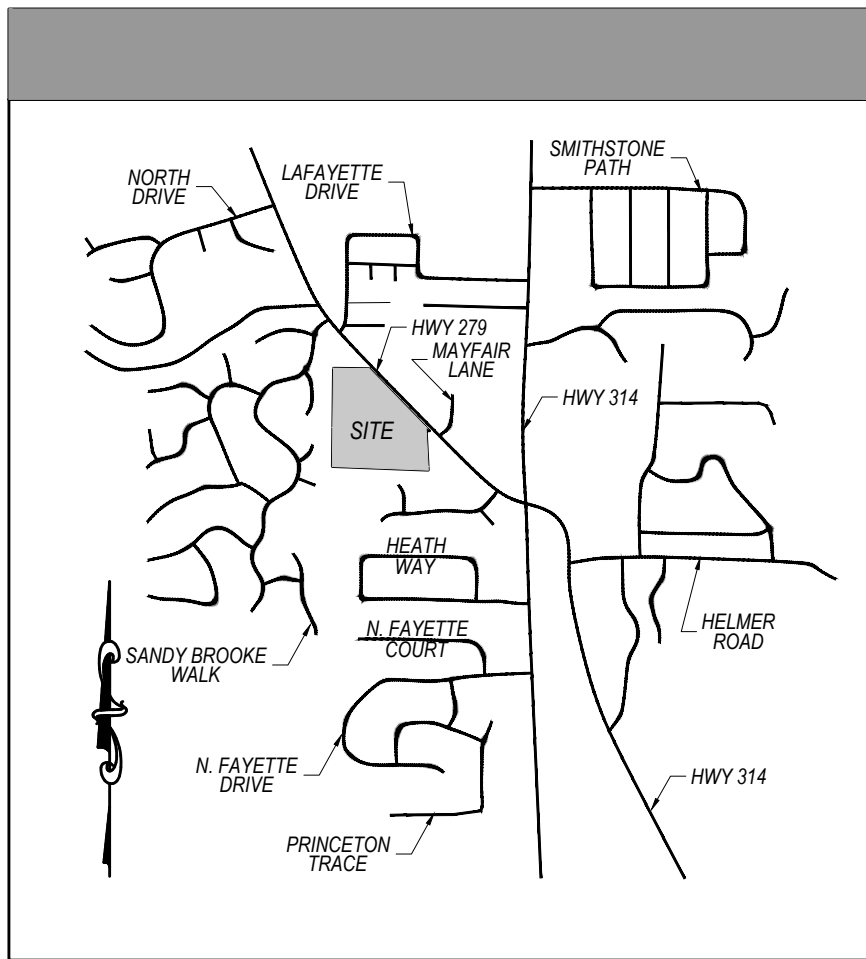 SMITHSTONE
PATH
LAFAYETTE
DRIVE
NORTH
DRIVE
HWY 279
MAYFAIR
LANE
HWY 314
SITE
HEATH
WAY
HELMER
ROAD
N. FAYETTE
COURT
SANDY BROOKE
WALK
N. FAYETTE
DRIVE
HWY 314
PRINCETON
TRACE